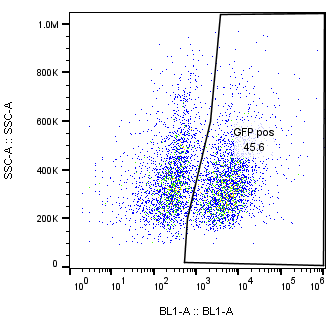 1.0M
800K
600K
400K
200K
0
SSC-A :: SSC-A
GFP pos
45.6
10^0 10^1 10^2 10^3 10^4 10^5 10^6
BL1-A :: BL1-A